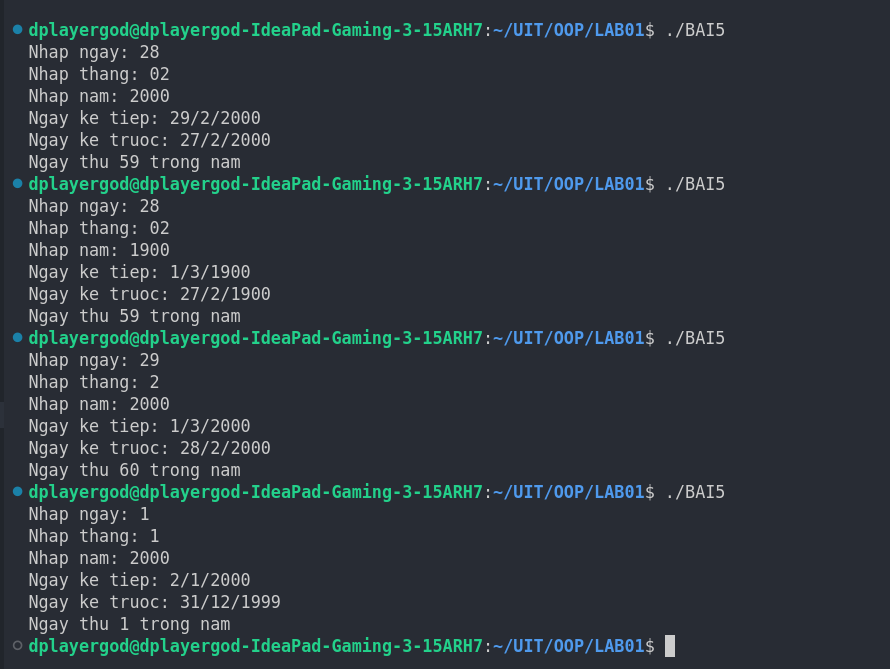 dplayergod@dplayergod-IdeaPad-Gaming-3-15ARH7:~/UIT/OOP/LAB01$ ./BAI5
Nhap ngay: 28
Nhap thang: 02
Nhap nam: 2000
Ngay ke tiep: 29/2/2000
Ngay ke truoc: 27/2/2000
Ngay thu 59 trong nam
dplayergod@dplayergod-IdeaPad-Gaming-3-15ARH7:~/UIT/OOP/LAB01$ ./BAI5
Nhap ngay: 28
Nhap thang: 02
Nhap nam: 1900
Ngay ke tiep: 1/3/1900
Ngay ke truoc: 27/2/1900
Ngay thu 59 trong nam
dplayergod@dplayergod-IdeaPad-Gaming-3-15ARH7:~/UIT/OOP/LAB01$ ./BAI5
Nhap ngay: 29
Nhap thang: 2
Nhap nam: 2000
Ngay ke tiep: 1/3/2000
Ngay ke truoc: 28/2/2000
Ngay thu 60 trong nam
dplayergod@dplayergod-IdeaPad-Gaming-3-15ARH7:~/UIT/OOP/LAB01$ ./BAI5
Nhap ngay: 1
Nhap thang: 1
Nhap nam: 2000
Ngay ke tiep: 2/1/2000
Ngay ke truoc: 31/12/1999
Ngay thu 1 trong nam
dplayergod@dplayergod-IdeaPad-Gaming-3-15ARH7:~/UIT/OOP/LAB01$